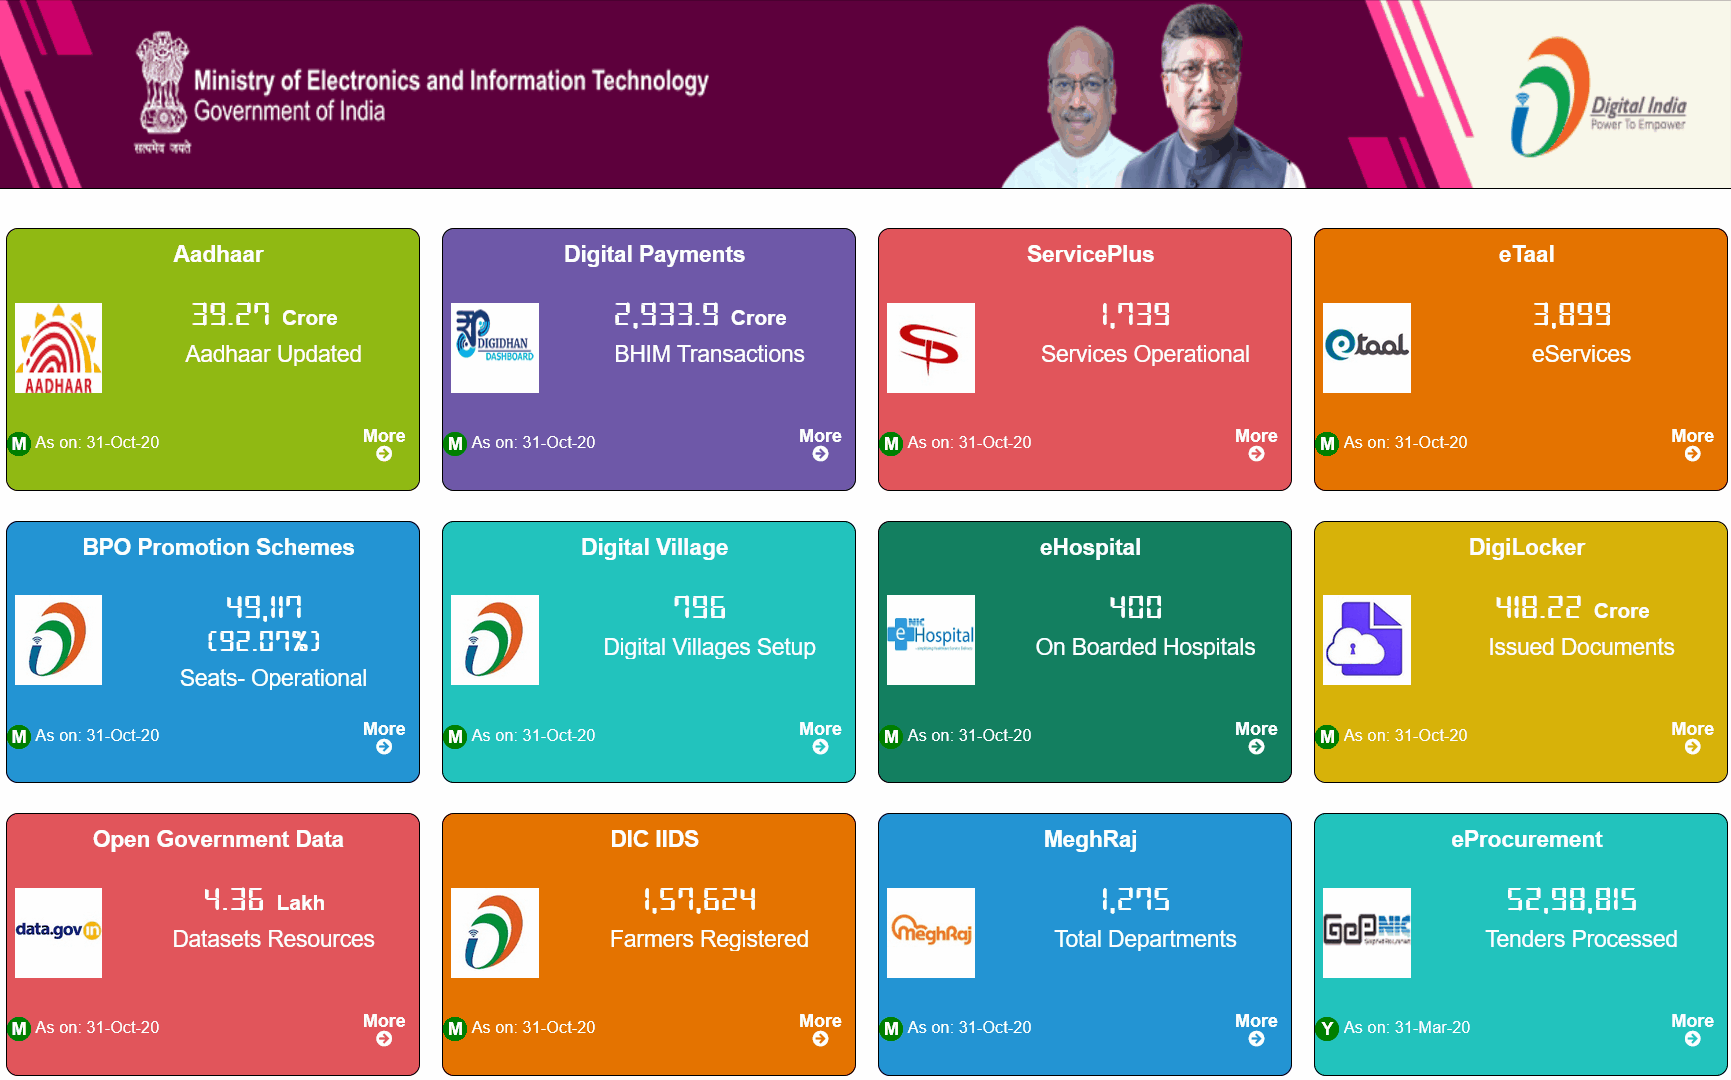 Ministry of Electronics and Information Technology
Government of India
सत्यमेव जयते
Digital India
Power To Empower
Aadhaar
39.27 Crore
Aadhaar Updated
AADHAAR
M As on: 31-Oct-20
More
Digital Payments
2,933.9 Crore
BHIM Transactions
DIGIDHAN
DASHBOARD
M As on: 31-Oct-20
More
ServicePlus
1,739
Services Operational
M As on: 31-Oct-20
More
eTaal
3,899
eServices
etaal
M As on: 31-Oct-20
More
BPO Promotion Schemes
49,117
(92.07%)
Seats- Operational
M As on: 31-Oct-20
More
Digital Village
796
Digital Villages Setup
M As on: 31-Oct-20
More
eHospital
400
On Boarded Hospitals
NIC
eHospital
M As on: 31-Oct-20
More
DigiLocker
418.22 Crore
Issued Documents
M As on: 31-Oct-20
More
Open Government Data
4.36 Lakh
Datasets Resources
data.gov in
M As on: 31-Oct-20
More
DIC IIDS
1,57,624
Farmers Registered
M As on: 31-Oct-20
More
MeghRaj
1,275
Total Departments
meghRaj
M As on: 31-Oct-20
More
eProcurement
52,98,815
Tenders Processed
GePNIC
Y As on: 31-Mar-20
More